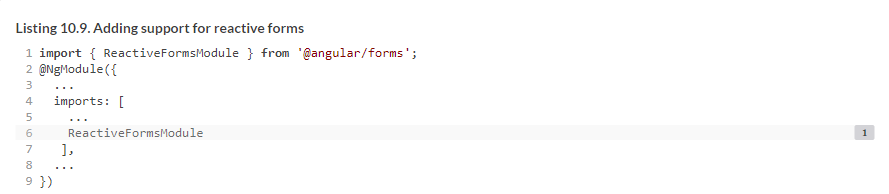 Listing 10.9. Adding support for reactive forms
1 import { ReactiveFormsModule } from '@angular/forms';
2 @NgModule({
3   ...
4   imports: [
5     ...
6     ReactiveFormsModule 1
7    ],
8   ...
9 })